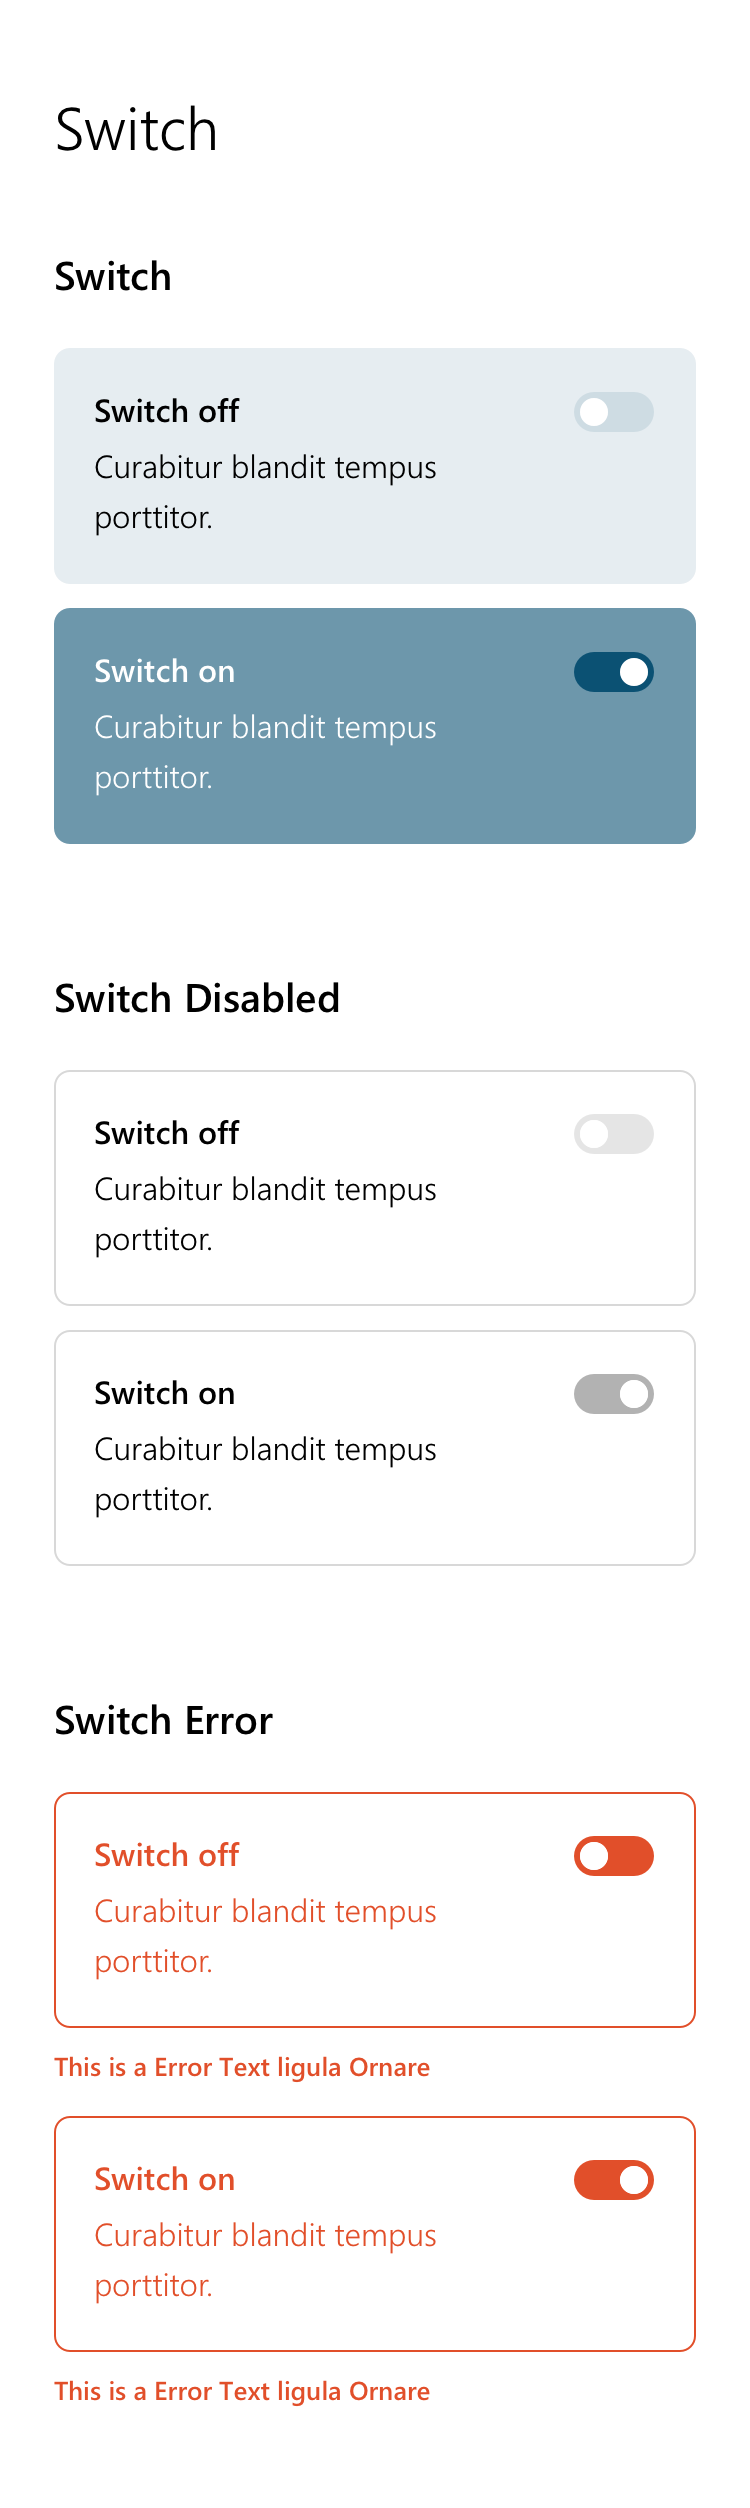 Switch
Switch
Switch off
Curabitur blandit tempus
porttitor.
Switch on
Curabitur blandit tempus
porttitor.
Switch Disabled
Switch off
Curabitur blandit tempus
porttitor.
Switch on
Curabitur blandit tempus
porttitor.
Switch Error
Switch off
Curabitur blandit tempus
porttitor.
This is a Error Text ligula Ornare
Switch on
Curabitur blandit tempus
porttitor.
This is a Error Text ligula Ornare